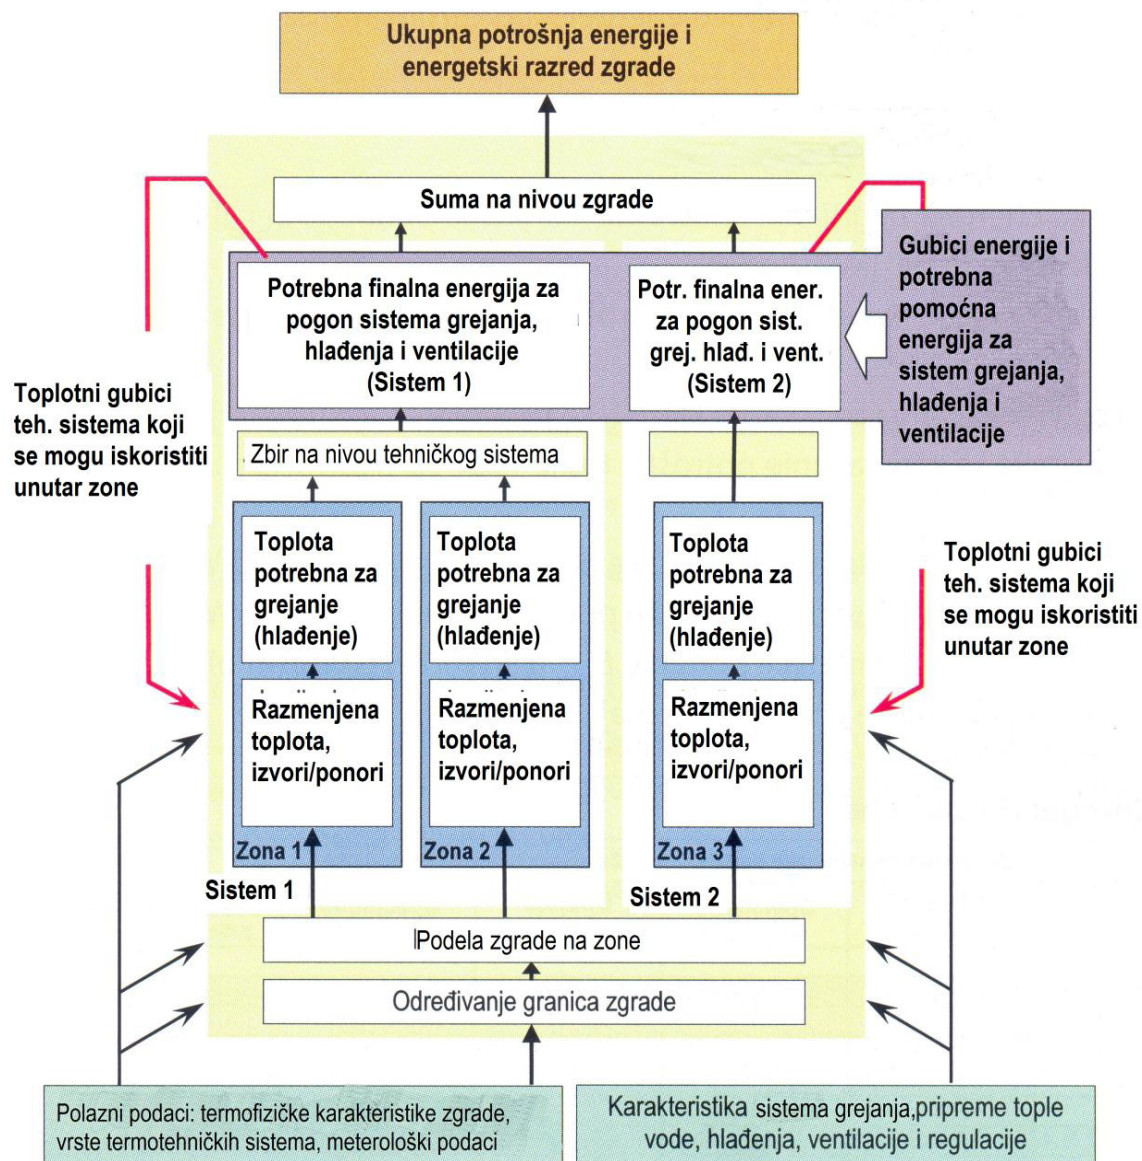 Ukupna potrošnja energije i
energetski razred zgrade
Suma na nivou zgrade
Potrebna finalna energija za
pogon sistema grejanja,
hlađenja i ventilacije
(Sistem 1)
Potr. finalna ener.
za pogon sist.
grej. hlađ. i vent.
(Sistem 2)
Gubici energije i
potrebna
pomoćna
energija za
sistem grejanja,
hlađenja i
ventilacije
Toplotni gubici
teh. sistema koji
se mogu iskoristiti
unutar zone
Zbir na nivou tehničkog sistema
Toplota
potrebna za
grejanje
(hlađenje)
Toplota
potrebna za
grejanje
(hlađenje)
Toplota
potrebna za
grejanje
(hlađenje)
Toplotni gubici
teh. sistema koji
se mogu iskoristiti
unutar zone
Razmenjena
toplota,
izvori/ponori
Razmenjena
toplota,
izvori/ponori
Razmenjena
toplota,
izvori/ponori
Zona 1
Zona 2
Zona 3
Sistem 1
Sistem 2
Podela zgrade na zone
Određivanje granica zgrade
Polazni podaci: termofizičke karakteristike zgrade,
vrste termotehničkih sistema, meterološki podaci
Karakteristika sistema grejanja,pripreme tople
vode, hlađenja, ventilacije i regulacije